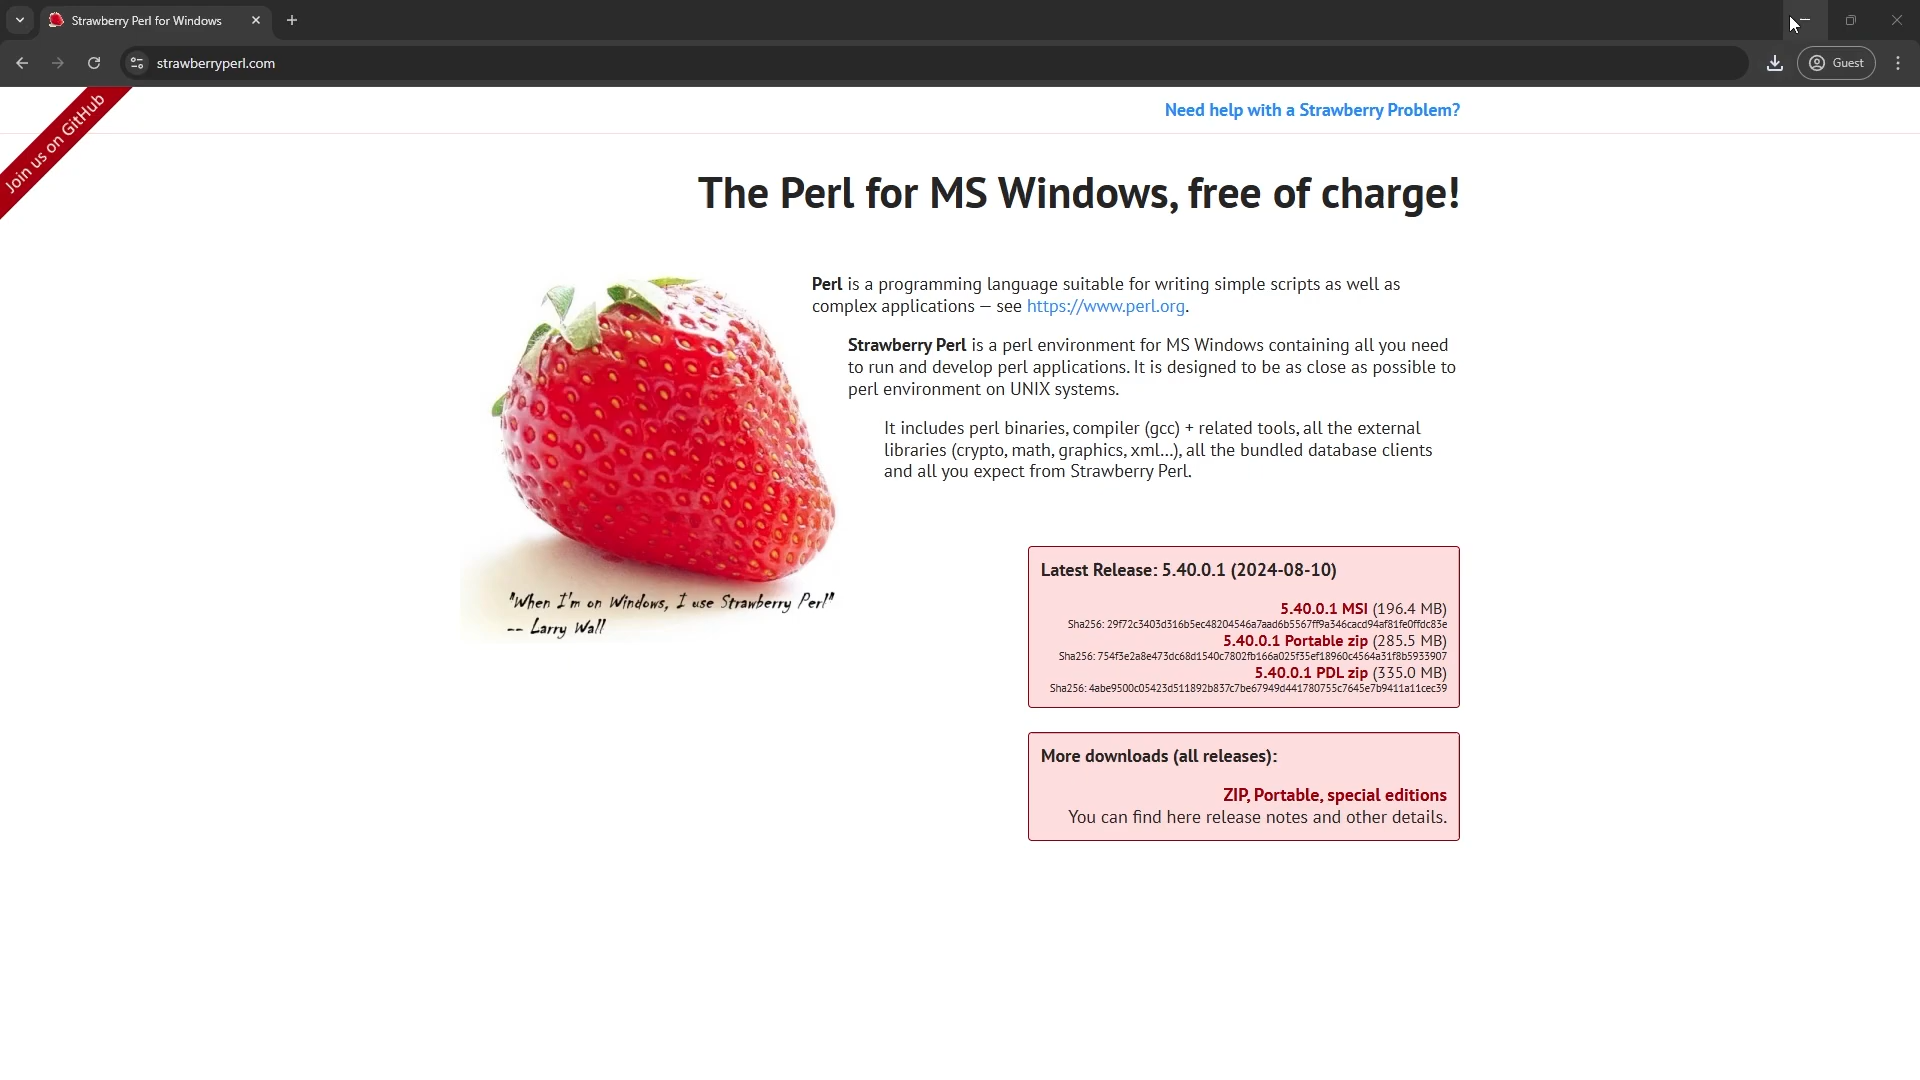 Strawberry Perl for Windows
strawberryperl.com
Guest
Join us on GitHub
Need help with a Strawberry Problem?
The Perl for MS Windows, free of charge!
Perl is a programming language suitable for writing simple scripts as well as
complex applications — see https://www.perl.org.
Strawberry Perl is a perl environment for MS Windows containing all you need
to run and develop perl applications. It is designed to be as close as possible to
perl environment on UNIX systems.
It includes perl binaries, compiler (gcc) + related tools, all the external
libraries (crypto, math, graphics, xml...), all the bundled database clients
and all you expect from Strawberry Perl.
"When I'm on Windows, I use Strawberry Perl"
-- Larry Wall
Latest Release: 5.40.0.1 (2024-08-10)
5.40.0.1 MSI (196.4 MB)
Sha256: 29f72c3403d316b5ec48204546a7aad6b5567ff9a346cacd94af81fe0ffdc83e
5.40.0.1 Portable zip (285.5 MB)
Sha256: 754f3e2a8e473dc68d1540c7802fb166a025f35ef18960c4564a31f8b5933907
5.40.0.1 PDL zip (335.0 MB)
Sha256: 4abe9500c05423d511892b837c7be67949d441780755c7645e7b9411a11cec39
More downloads (all releases):
ZIP, Portable, special editions
You can find here release notes and other details.